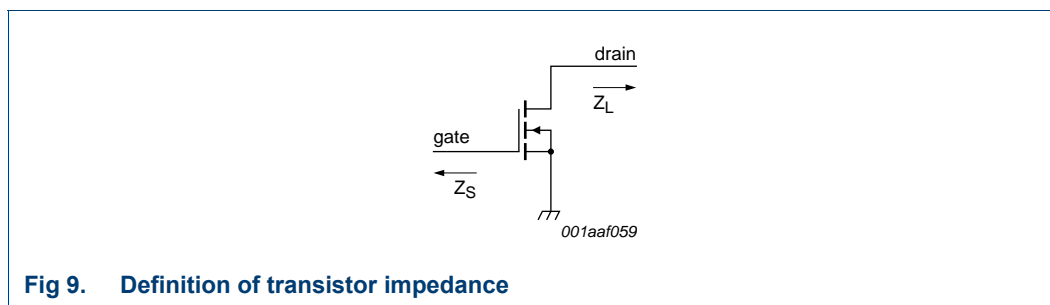 drain
Z_L
gate
Z_S
001aaf059
Fig 9. Definition of transistor impedance